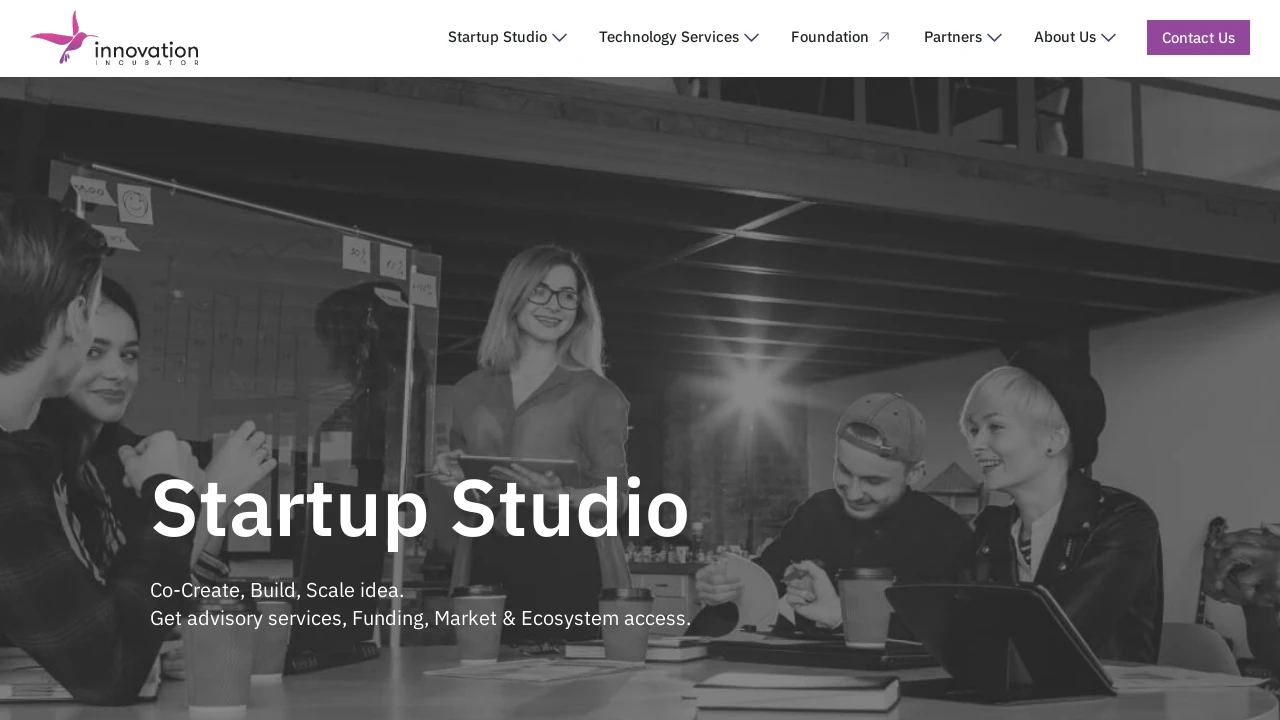 innovation
INCUBATOR
Startup Studio
Technology Services
Foundation
Partners
About Us
Contact Us
Startup Studio
Co-Create, Build, Scale idea.
Get advisory services, Funding, Market & Ecosystem access.